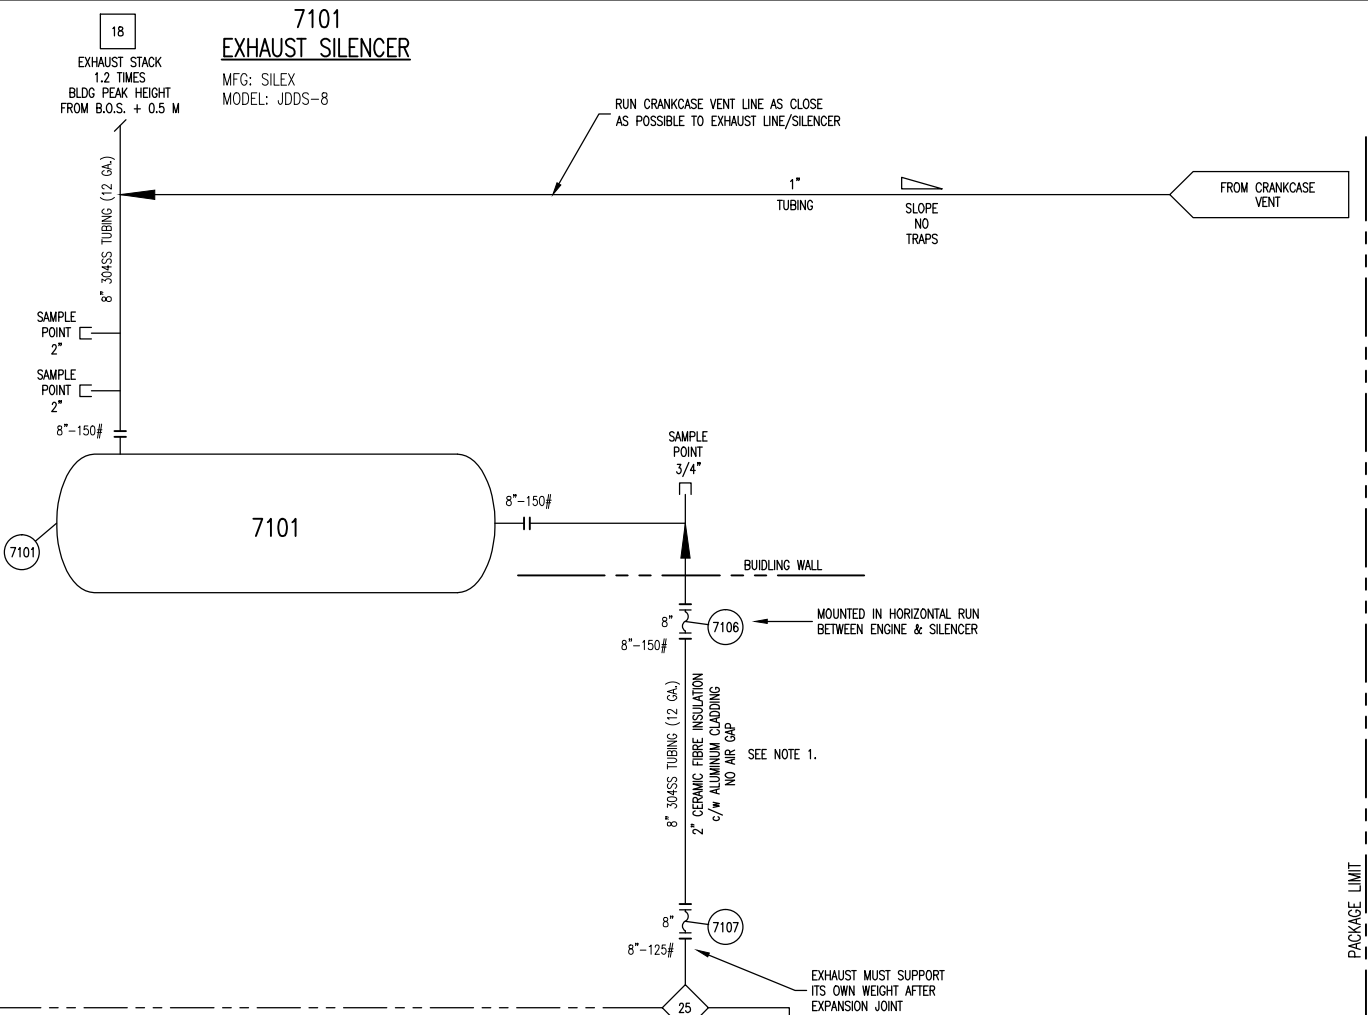 18
EXHAUST STACK
1.2 TIMES
BLDG PEAK HEIGHT
FROM B.O.S. + 0.5 M
7101
EXHAUST SILENCER
MFG: SILEX
MODEL: JDDS-8
RUN CRANKCASE VENT LINE AS CLOSE
AS POSSIBLE TO EXHAUST LINE/SILENCER
8" 304SS TUBING (12 GA.)
1"
TUBING
SLOPE
NO
TRAPS
FROM CRANKCASE
VENT
SAMPLE
POINT
2"
SAMPLE
POINT
2"
8"-150#
SAMPLE
POINT
3/4"
8"-150#
7101
7101
BUIDLING WALL
8"
7106
MOUNTED IN HORIZONTAL RUN
BETWEEN ENGINE & SILENCER
8"-150#
8" 304SS TUBING (12 GA.)
2" CERAMIC FIBRE INSULATION
c/w ALUMINUM CLADDING
NO AIR GAP
SEE NOTE 1.
8"
7107
8"-125#
EXHAUST MUST SUPPORT
ITS OWN WEIGHT AFTER
EXPANSION JOINT
25
PACKAGE LIMIT